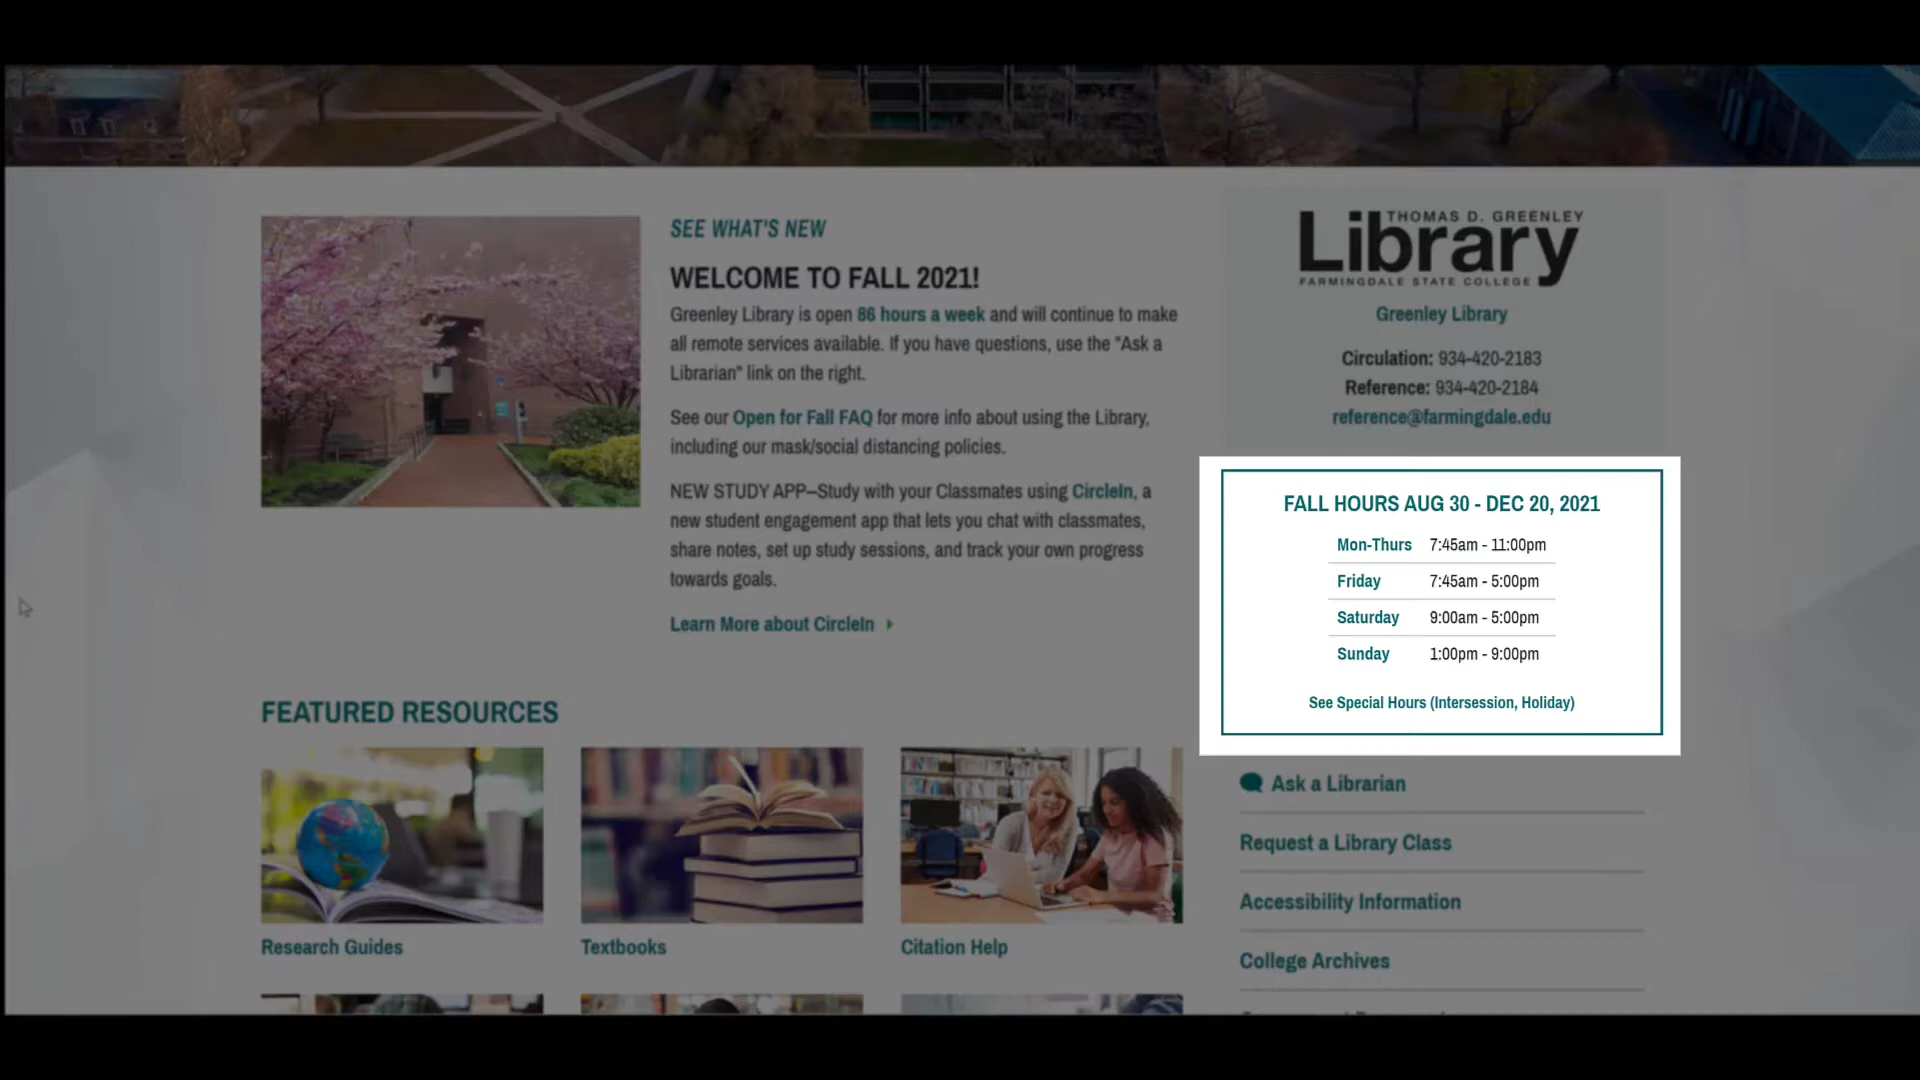 SEE WHAT'S NEW
WELCOME TO FALL 2021!
Greenley Library is open 86 hours a week and will continue to make
all remote services available. If you have questions, use the "Ask a
Librarian" link on the right.
See our Open for Fall FAQ for more info about using the Library,
including our mask/social distancing policies.
NEW STUDY APP—Study with your Classmates using CircleIn, a
new student engagement app that lets you chat with classmates,
share notes, set up study sessions, and track your own progress
towards goals.
Learn More about CircleIn
FEATURED RESOURCES
Research Guides
Textbooks
Citation Help
THOMAS D. GREENLEY
Library
FARMINGDALE STATE COLLEGE
Greenley Library
Circulation: 934-420-2183
Reference: 934-420-2184
reference@farmingdale.edu
FALL HOURS AUG 30 - DEC 20, 2021
Mon-Thurs 7:45am - 11:00pm
Friday 7:45am - 5:00pm
Saturday 9:00am - 5:00pm
Sunday 1:00pm - 9:00pm
See Special Hours (Intersession, Holiday)
Ask a Librarian
Request a Library Class
Accessibility Information
College Archives